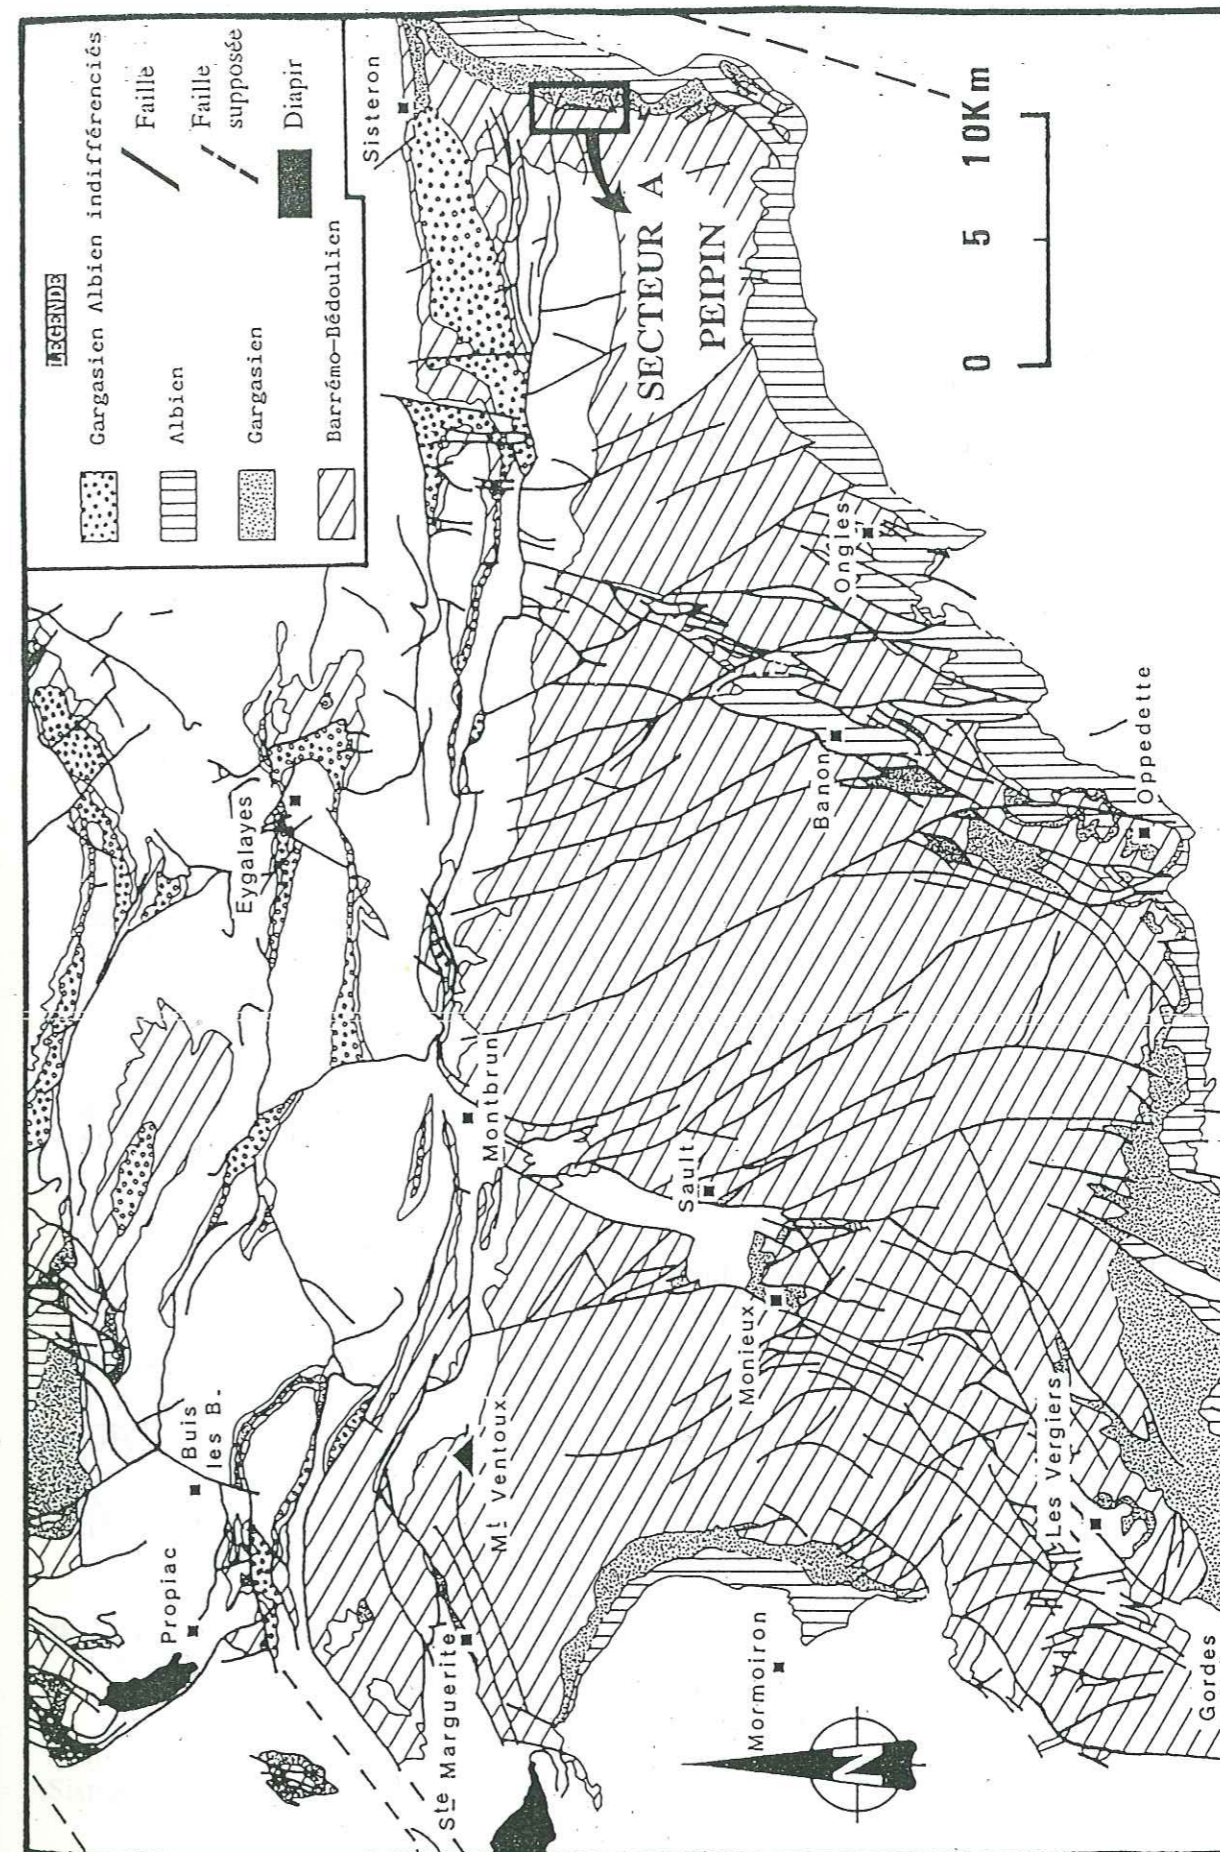 LEGENDE
Gargasien Albien indifférenciés
Albien
Gargasien
Barrémo-Bédoulien
Faille
Faille
supposée
Diapir
Sisteron
SECTEUR A
PEIPIN
0 5 10Km
Ongles
Banon
Oppedette
Eygalayes
Montbrun
Sault
Monieux
Buis
les B.
Mt Ventoux
Les Vergiers
Propiac
Ste Marguerite
Mormoiron
Gordes
N